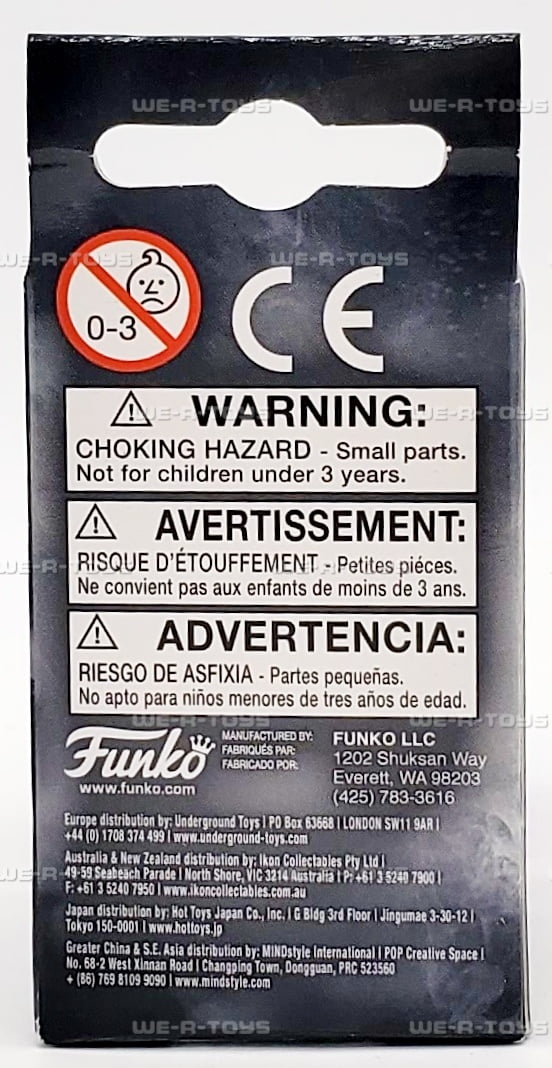 0-3
CE
WARNING:
CHOKING HAZARD - Small parts.
Not for children under 3 years.
AVERTISSEMENT:
RISQUE D'ÉTOUFFEMENT - Petites piéces.
Ne convient pas aux enfants de moins de 3 ans.
ADVERTENCIA:
RIESGO DE ASFIXIA - Partes pequeñas.
No apto para niños menores de tres años de edad.
Funko
www.funko.com
MANUFACTURED BY:
FABRIQUÉS PAR:
FABRICADO POR:
FUNKO LLC
1202 Shuksan Way
Everett, WA 98203
(425) 783-3616
Europe distribution by: Underground Toys | PO Box 63668 | LONDON SW11 9AR |
+44 (0) 1708 374 499 | www.underground-toys.com
Australia & New Zealand distribution by: Ikon Collectables Pty Ltd |
49-59 Seabeach Parade | North Shore, VIC 3214 Australia | P: +61 3 5240 7900 |
F: +61 3 5240 7950 | www.ikoncollectables.com.au
Japan distribution by: Hot Toys Japan Co., Inc. | G Bldg 3rd Floor | Jingumae 3-30-12 |
Tokyo 150-0001 | www.hottoys.jp
Greater China & S.E. Asia distribution by: MINDstyle International | POP Creative Space |
No. 68-2 West Xinnan Road | Changping Town, Dongguan, PRC 523560
+ (86) 769 8109 9090 | www.mindstyle.com
WE-R-TOYS